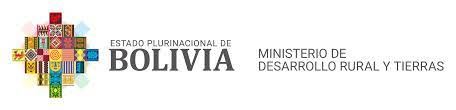 ESTADO PLURINACIONAL DE
BOLIVIA
MINISTERIO DE
DESARROLLO RURAL Y TIERRAS